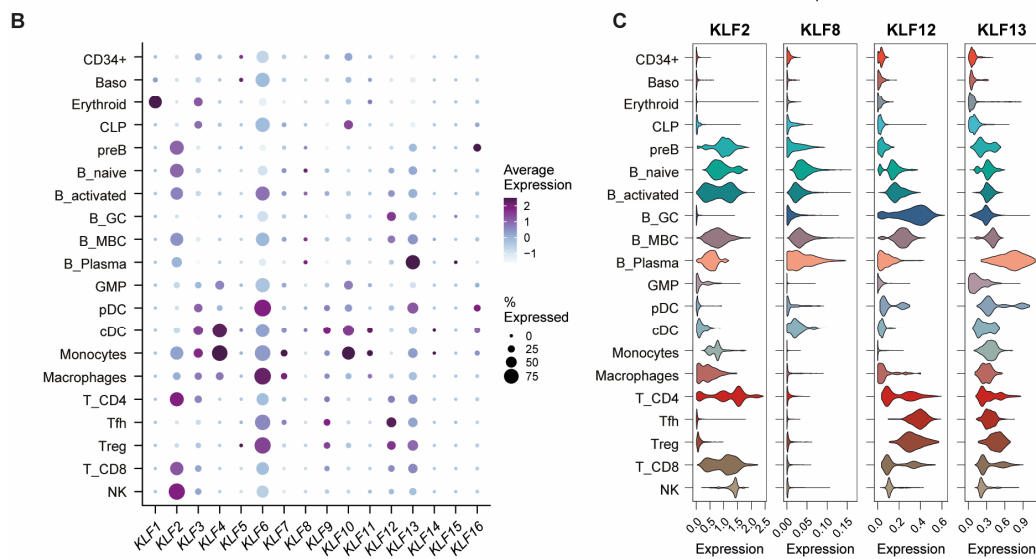 B
CD34+
Baso
Erythroid
CLP
preB
B_naive
B_activated
B_GC
B_MBC
B_Plasma
GMP
pDC
cDC
Monocytes
Macrophages
T_CD4
Tfh
Treg
T_CD8
NK
KLF1 KLF2 KLF3 KLF4 KLF5 KLF6 KLF7 KLF8 KLF9 KLF10 KLF11 KLF12 KLF13 KLF14 KLF15 KLF16
Average
Expression
2
1
0
−1
%
Expressed
0
25
50
75
C
KLF2 KLF8 KLF12 KLF13
CD34+
Baso
Erythroid
CLP
preB
B_naive
B_activated
B_GC
B_MBC
B_Plasma
GMP
pDC
cDC
Monocytes
Macrophages
T_CD4
Tfh
Treg
T_CD8
NK
0.0 0.5 1.0 1.5 2.0 2.5 0.00 0.05 0.10 0.15 0.0 0.2 0.4 0.6 0.0 0.3 0.6 0.9
Expression Expression Expression Expression